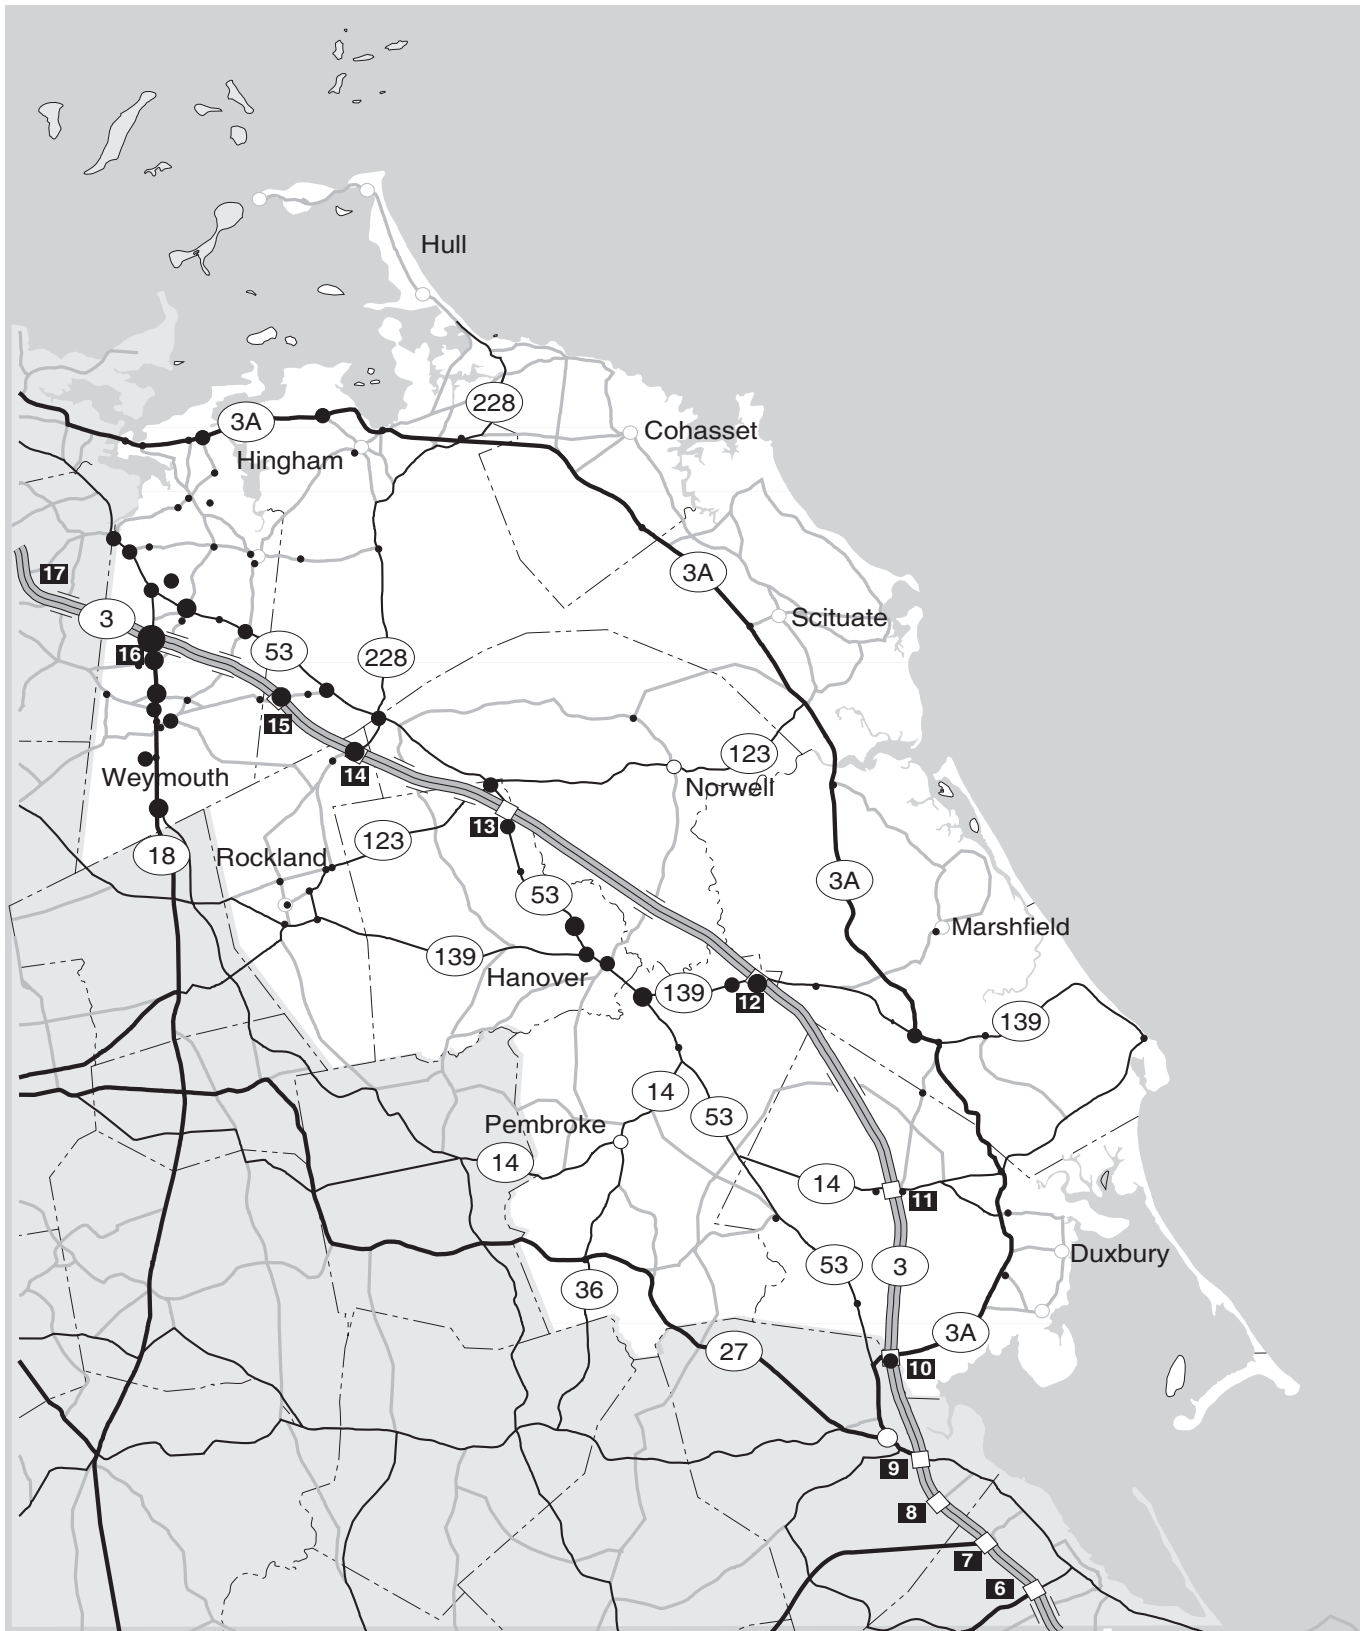 Hull
228
3A
Cohasset
Hingham
17
3A
3
Scituate
16
53
228
15
123
14
Weymouth
Norwell
13
123
18
Rockland
3A
53
Marshfield
139
Hanover
139
12
139
14
53
Pembroke
14
14
11
Duxbury
53
3
36
3A
27
10
9
8
7
6